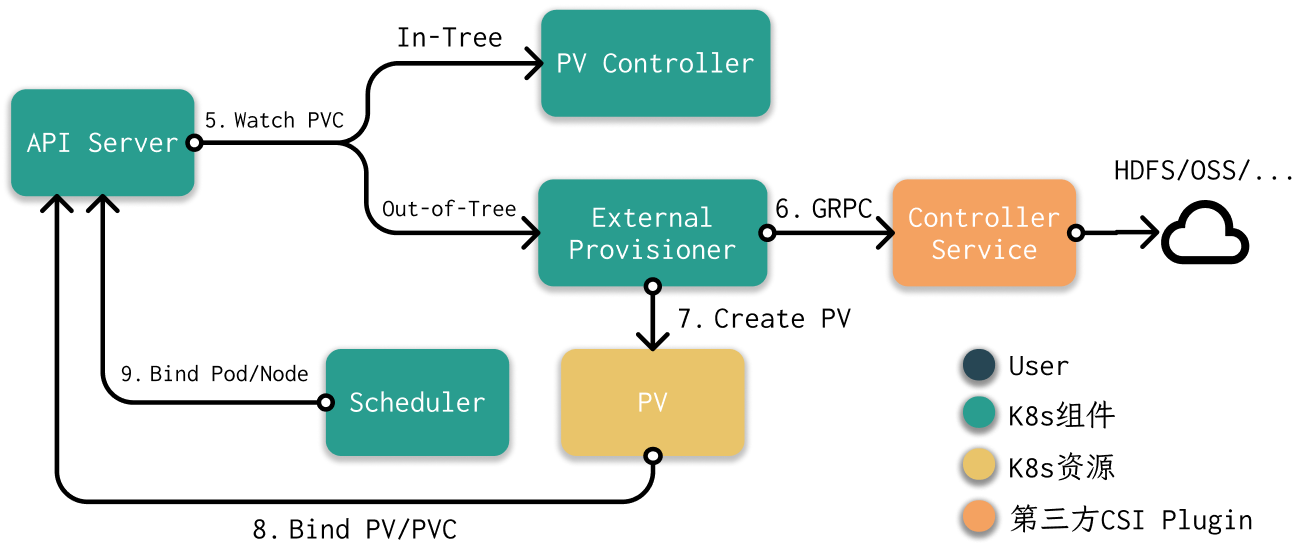 In-Tree
PV Controller
5. Watch PVC
API Server
HDFS/OSS/...
Out-of-Tree
External
Provisioner
6. GRPC
Controller
Service
7. Create PV
9. Bind Pod/Node
Scheduler
PV
8. Bind PV/PVC
User
K8s组件
K8s资源
第三方CSI Plugin